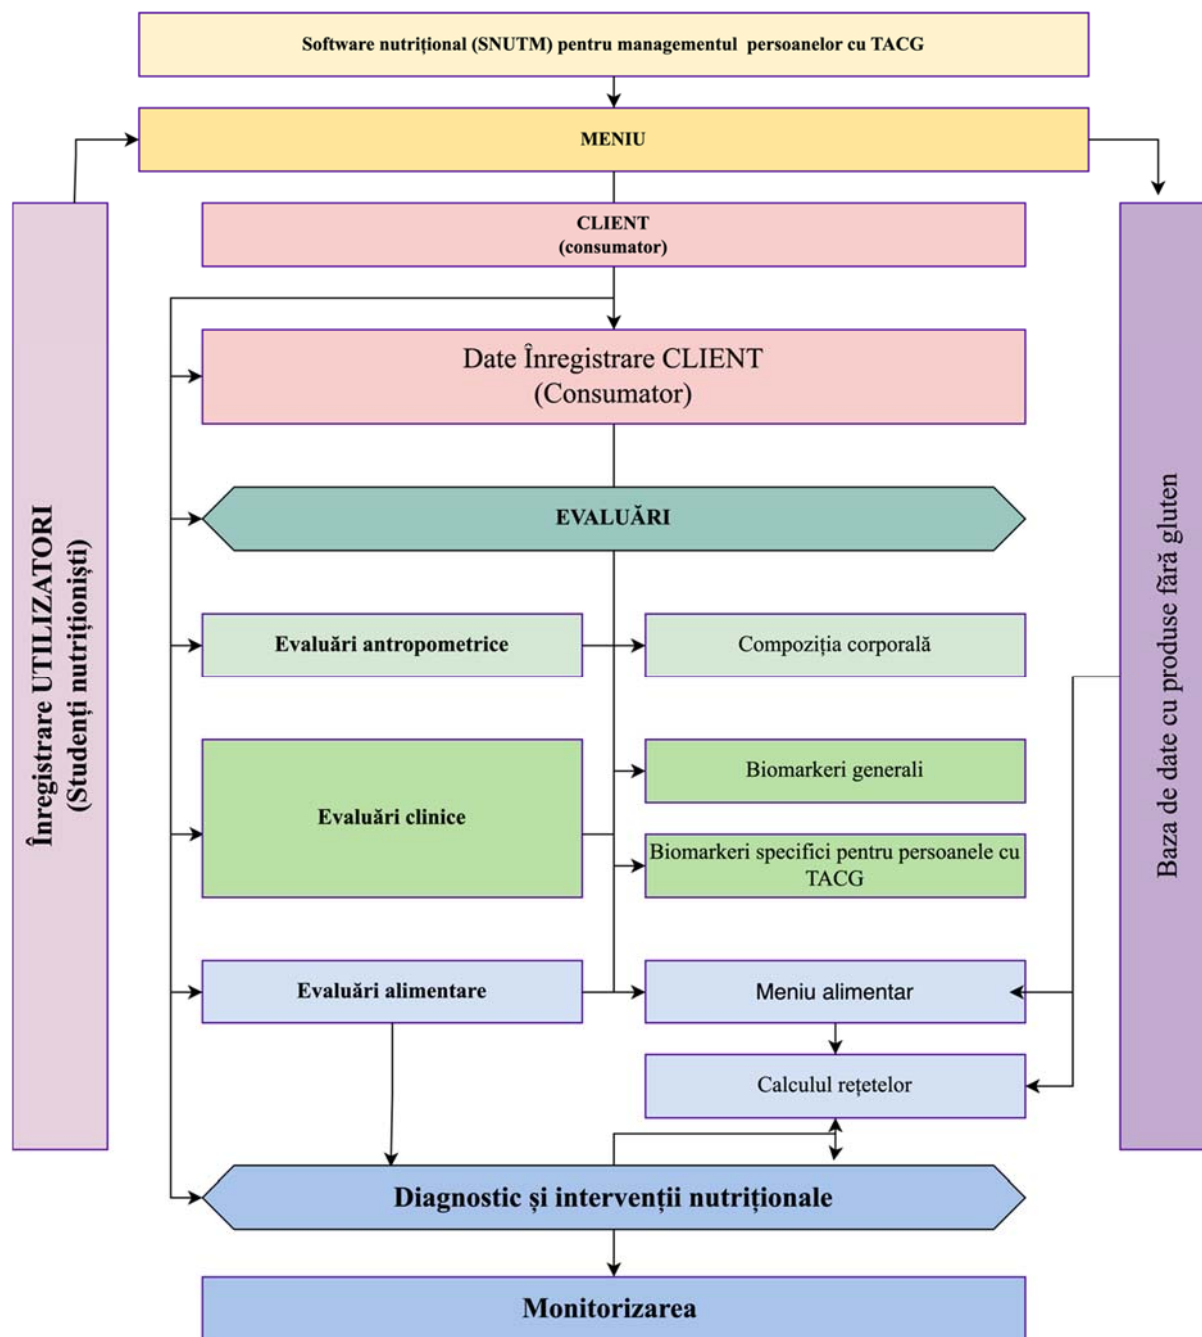 Software nutrițional (SNUTM) pentru managementul persoanelor cu TACG
MENIU
CLIENT
(consumator)
Date Înregistrare CLIENT
(Consumator)
EVALUĂRI
Evaluări antropometrice
Compoziția corporală
Evaluări clinice
Biomarkeri generali
Biomarkeri specifici pentru persoanele cu
TACG
Evaluări alimentare
Meniu alimentar
Calculul rețetelor
Diagnostic și intervenții nutriționale
Monitorizarea
Înregistrare UTILIZATORI
(Studenți nutriționiști)
Baza de date cu produse fără gluten